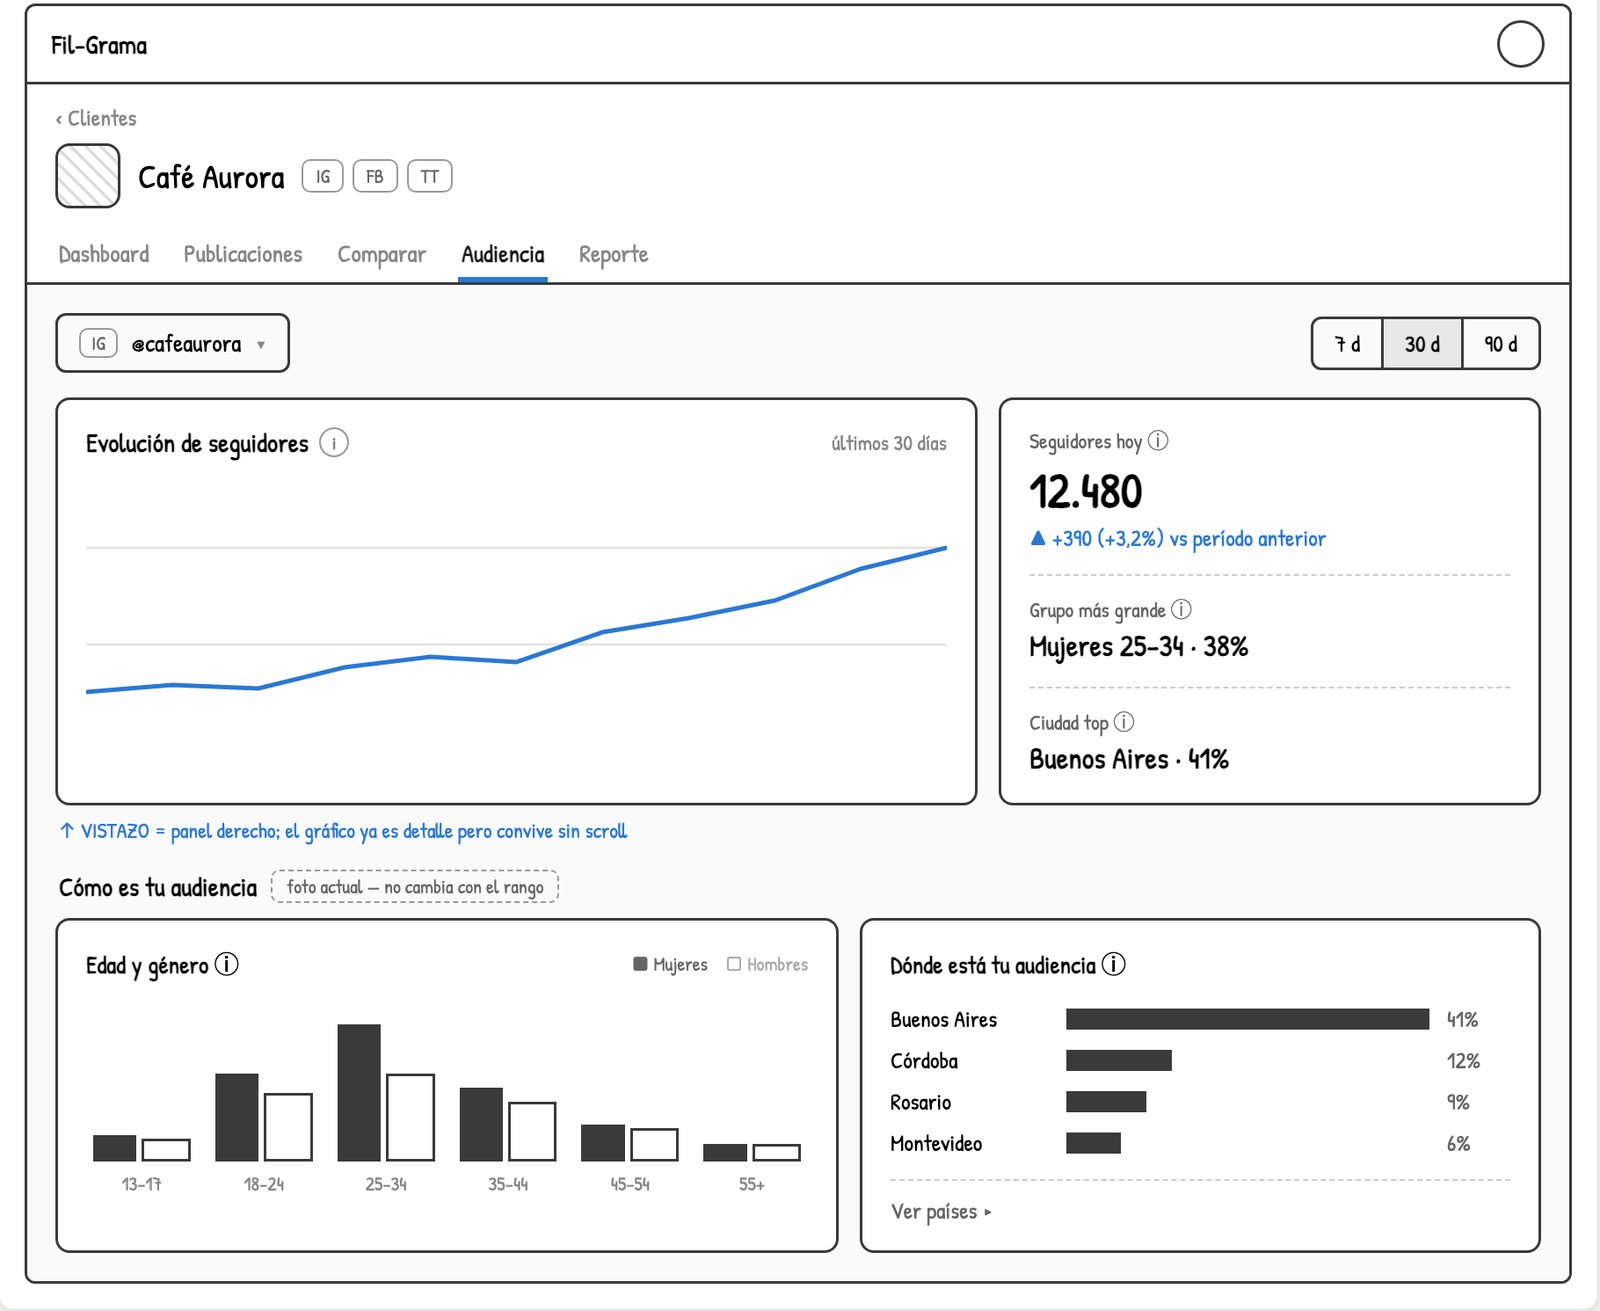 Fil-Grama
‹ Clientes
Café Aurora IG FB TT
Dashboard Publicaciones Comparar Audiencia Reporte
IG @cafeaurora ▾
7 d 30 d 90 d
Evolución de seguidores ⓘ
últimos 30 días
Seguidores hoy ⓘ
12.480
▲ +390 (+3,2%) vs período anterior
Grupo más grande ⓘ
Mujeres 25–34 · 38%
Ciudad top ⓘ
Buenos Aires · 41%
↑ VISTAZO = panel derecho; el gráfico ya es detalle pero convive sin scroll
Cómo es tu audiencia
foto actual — no cambia con el rango
Edad y género ⓘ
Mujeres Hombres
13–17 18–24 25–34 35–44 45–54 55+
Dónde está tu audiencia ⓘ
Buenos Aires 41%
Córdoba 12%
Rosario 9%
Montevideo 6%
Ver países ▸